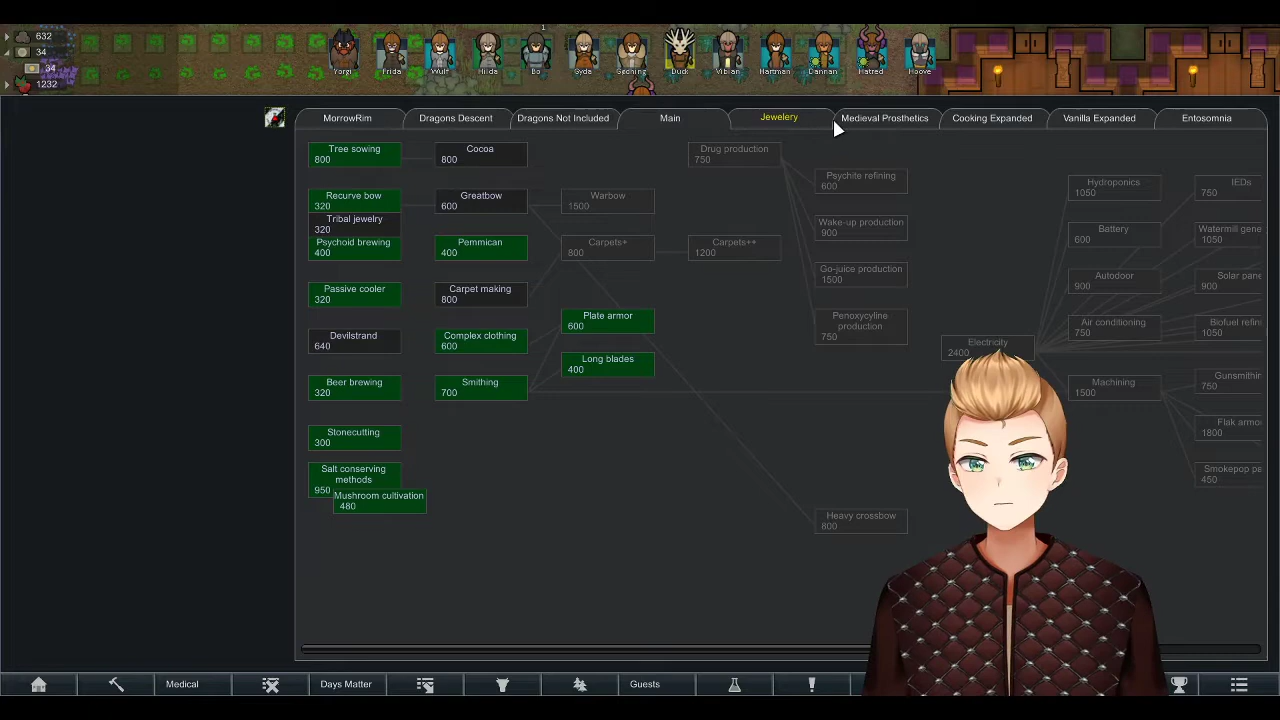 632
34
34
1232
1
Yorgi
Frida
Wulf
Hilda
Bo
Syda
Duck
Vibian
Hartman
Dannan
Hatred
Hoove
MorrowRim
Dragons Descent
Dragons Not Included
Main
Jewelery
Medieval Prosthetics
Cooking Expanded
Vanilla Expanded
Entosomnia
Tree sowing
800
Cocoa
800
Drug production
750
Psychite refining
600
Hydroponics
1050
IEDs
750
Recurve bow
320
Greatbow
600
Warbow
1500
Tribal jewelry
320
Wake-up production
900
Battery
600
Watermill gene
1050
Psychoid brewing
400
Pemmican
400
Carpets+
800
Carpets++
1200
Go-juice production
1500
Autodoor
900
Solar pane
900
Passive cooler
320
Carpet making
800
Plate armor
600
Penoxycyline
production
750
Air conditioning
750
Biofuel refin
1050
Devilstrand
640
Complex clothing
600
Electricity
2400
Long blades
400
Beer brewing
320
Smithing
700
Machining
1500
Gunsmithin
750
Stonecutting
300
Flak armo
1800
Salt conserving
methods
950
Smokepop pa
450
Mushroom cultivation
480
Heavy crossbow
800
Medical
Days Matter
Guests